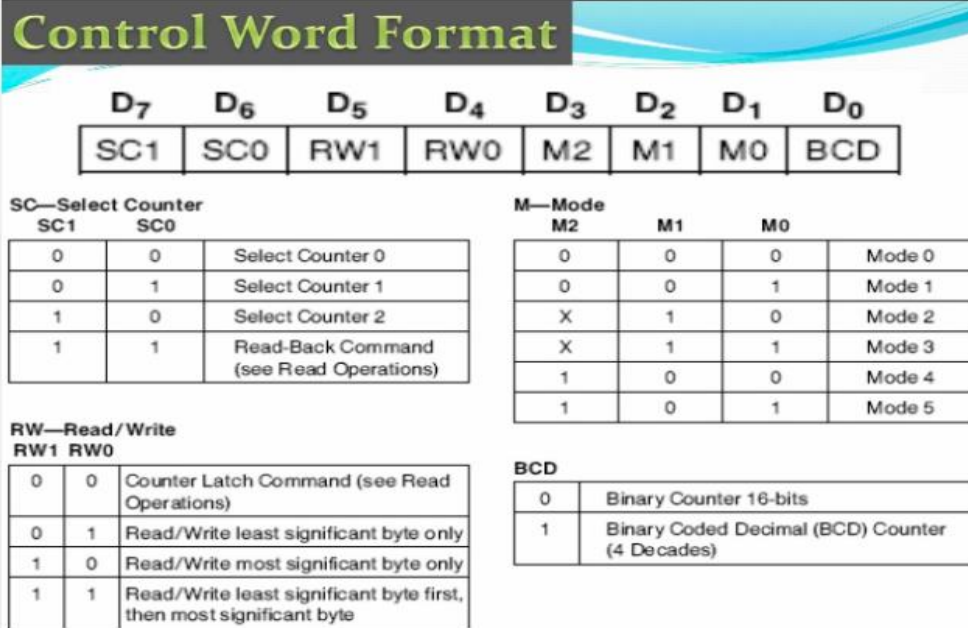 Control Word Format
D7 D6 D5 D4 D3 D2 D1 D0
SC1 SC0 RW1 RW0 M2 M1 M0 BCD
SC—Select Counter
SC1 SC0
0 0 Select Counter 0
0 1 Select Counter 1
1 0 Select Counter 2
1 1 Read-Back Command
(see Read Operations)
RW—Read/Write
RW1 RW0
0 0 Counter Latch Command (see Read
Operations)
0 1 Read/Write least significant byte only
1 0 Read/Write most significant byte only
1 1 Read/Write least significant byte first,
then most significant byte
M—Mode
M2 M1 M0
0 0 0 Mode 0
0 0 1 Mode 1
X 1 0 Mode 2
X 1 1 Mode 3
1 0 0 Mode 4
1 0 1 Mode 5
BCD
0 Binary Counter 16-bits
1 Binary Coded Decimal (BCD) Counter
(4 Decades)